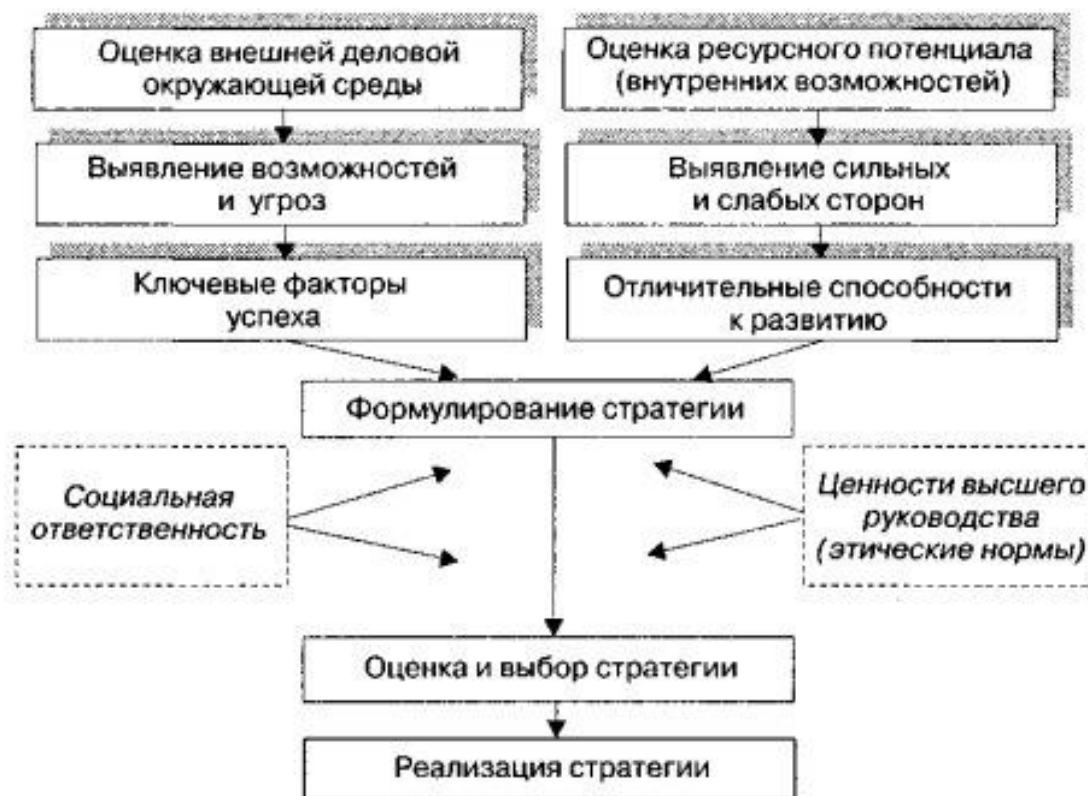 Оценка внешней деловой
окружающей среды
Оценка ресурсного потенциала
(внутренних возможностей)
Выявление возможностей
и угроз
Выявление сильных
и слабых сторон
Ключевые факторы
успеха
Отличительные способности
к развитию
Формулирование стратегии
Социальная
ответственность
Ценности высшего
руководства
(этические нормы)
Оценка и выбор стратегии
Реализация стратегии